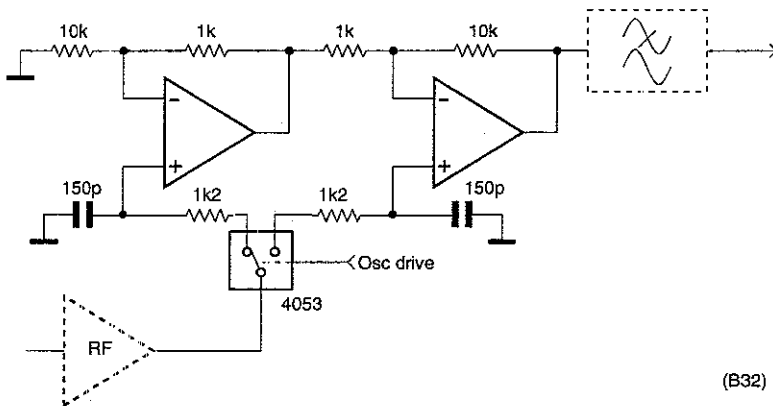 10k 1k 1k 10k
- -
+ +
150p 1k2 1k2 150p
Osc drive
4053
RF
(B32)